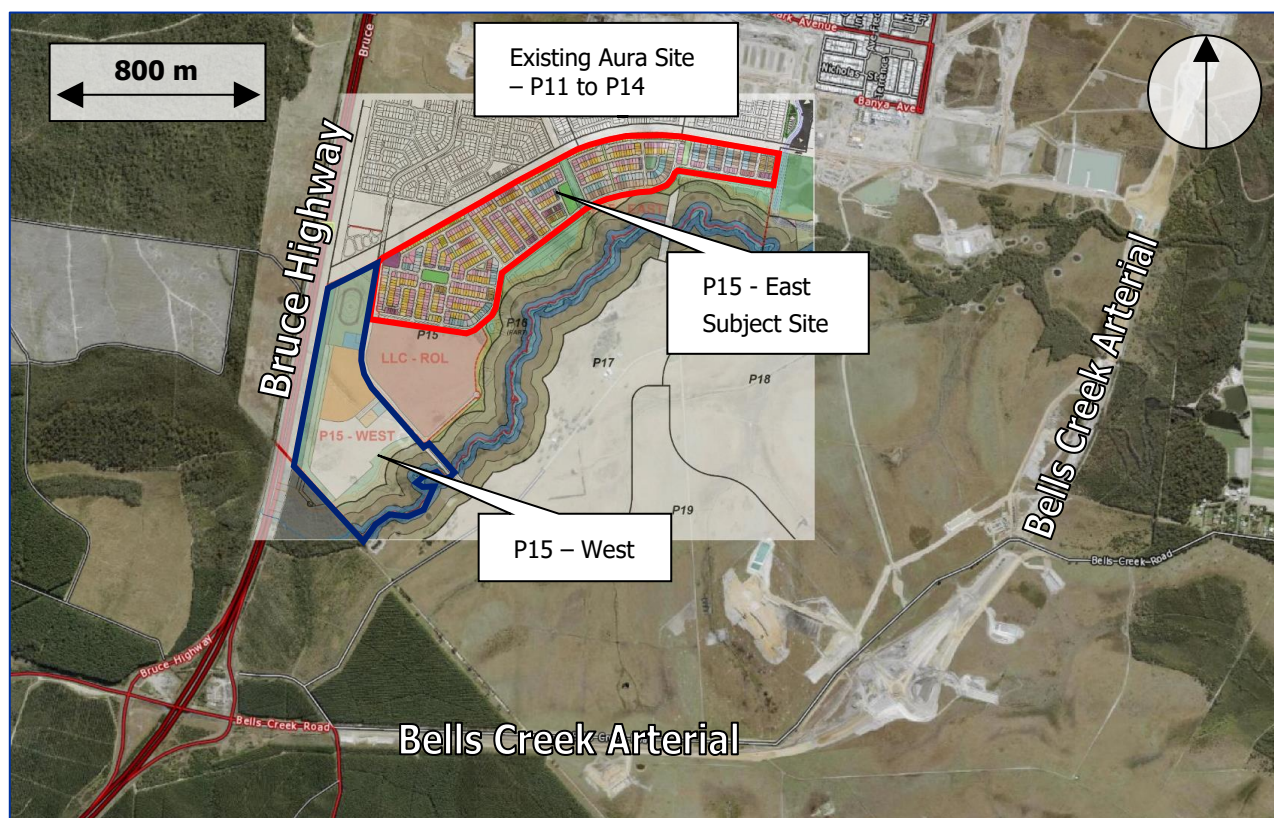 Bruce
ark Avenue
800 m
Existing Aura Site
– P11 to P14
Nicholas-St
Banya Ave
Bruce Highway
P15 - East
Subject Site
Bells Creek Arterial
P15
P16
LLC - ROL
P17
P18
P15 - WEST
P19
P15 – West
Bells Creek Road
Bruce Highway
Bells Creek Road
Bells Creek Arterial